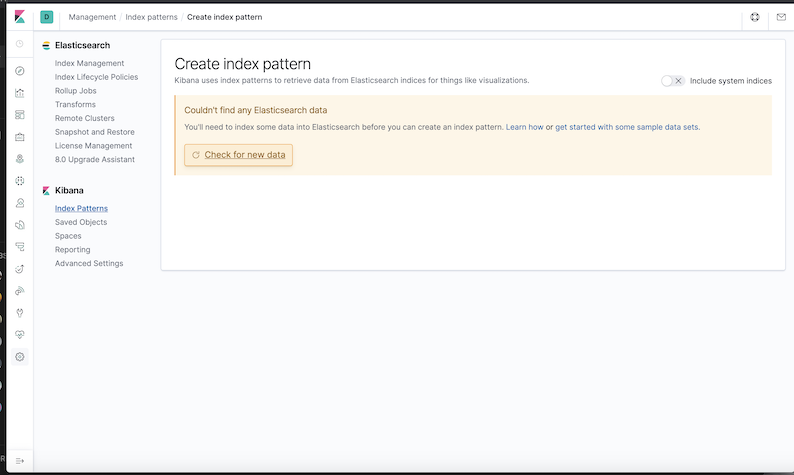 D Management / Index patterns / Create index pattern
Elasticsearch
Index Management
Index Lifecycle Policies
Rollup Jobs
Transforms
Remote Clusters
Snapshot and Restore
License Management
8.0 Upgrade Assistant
Kibana
Index Patterns
Saved Objects
Spaces
Reporting
Advanced Settings
Create index pattern
Kibana uses index patterns to retrieve data from Elasticsearch indices for things like visualizations.
Include system indices
Couldn't find any Elasticsearch data
You'll need to index some data into Elasticsearch before you can create an index pattern. Learn how or get started with some sample data sets.
Check for new data